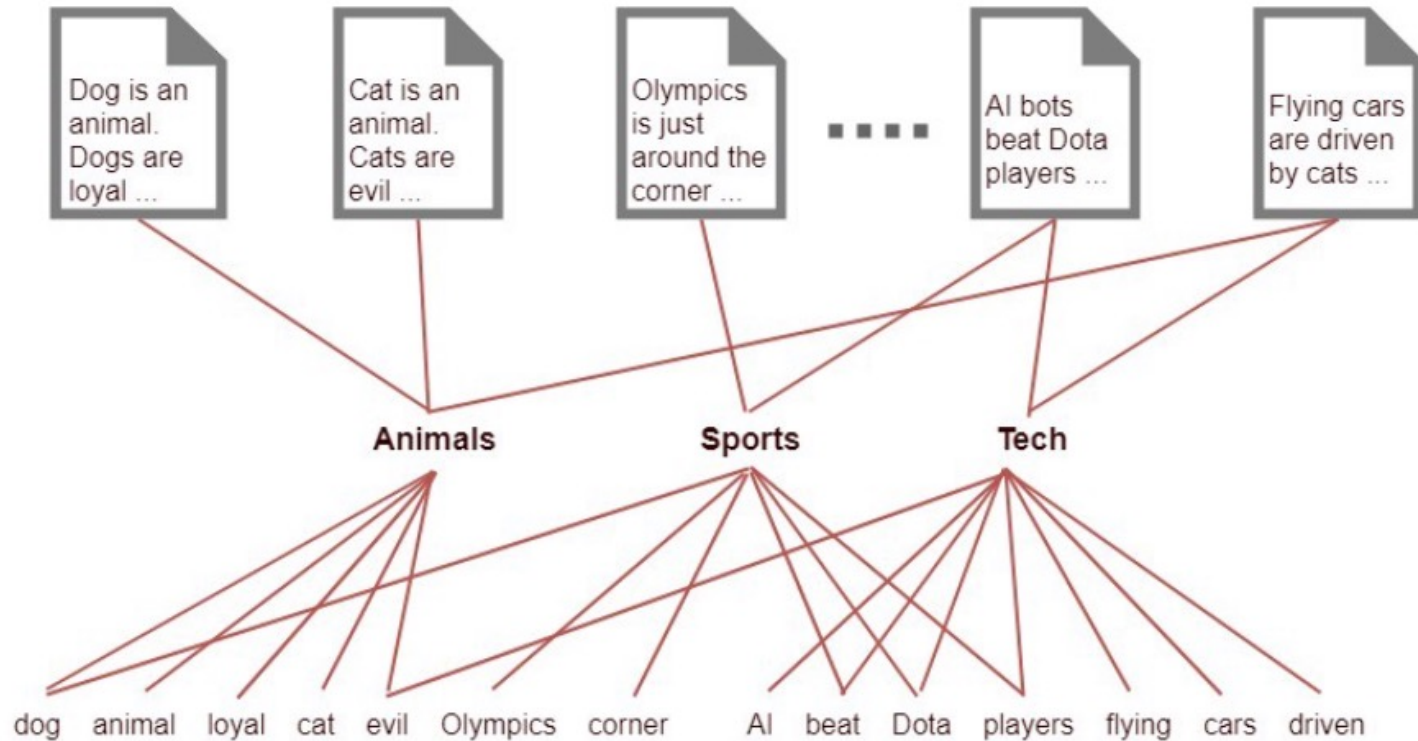 Dog is an
animal.
Dogs are
loyal ...
Cat is an
animal.
Cats are
evil ...
Olympics
is just
around the
corner ...
AI bots
beat Dota
players ...
Flying cars
are driven
by cats ...
Animals
Sports
Tech
dog animal loyal cat evil Olympics corner AI beat Dota players flying cars driven